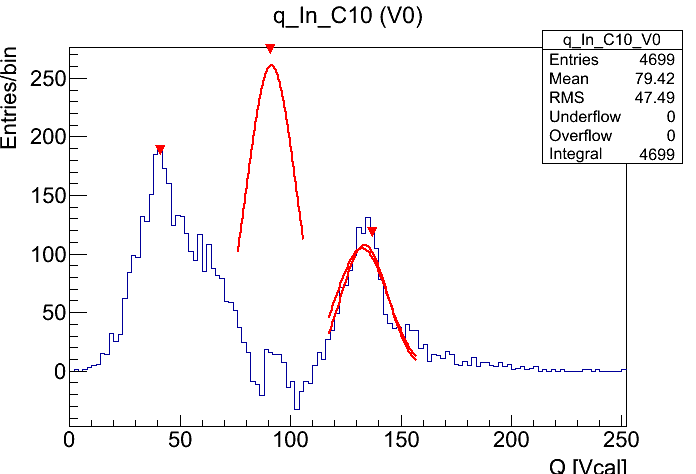 q_In_C10 (V0)
q_In_C10_V0
Entries 4699
Mean 79.42
RMS 47.49
Underflow 0
Overflow 0
Integral 4699
Entries/bin
250
200
150
100
50
0
0 50 100 150 200 250
Q [Vcal]